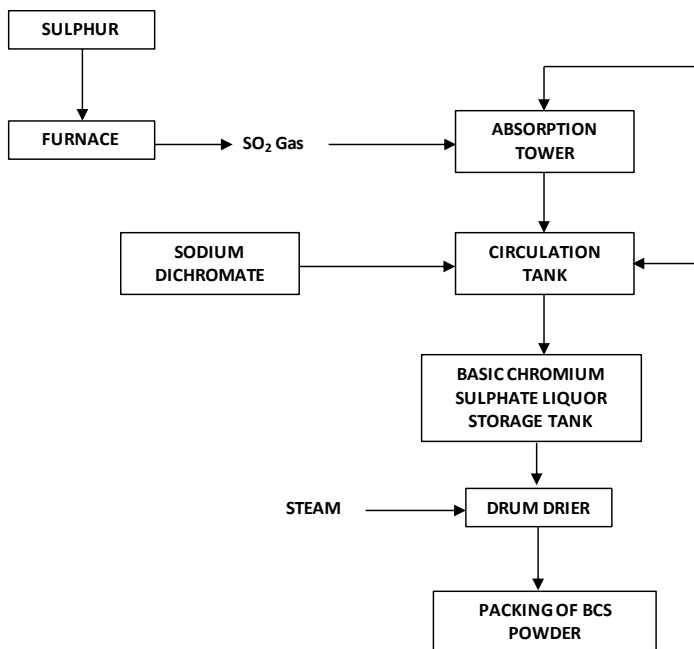 SULPHUR
FURNACE
SO₂ Gas
ABSORPTION
TOWER
SODIUM
DICHROMATE
CIRCULATION
TANK
BASIC CHROMIUM
SULPHATE LIQUOR
STORAGE TANK
STEAM
DRUM DRIER
PACKING OF BCS
POWDER